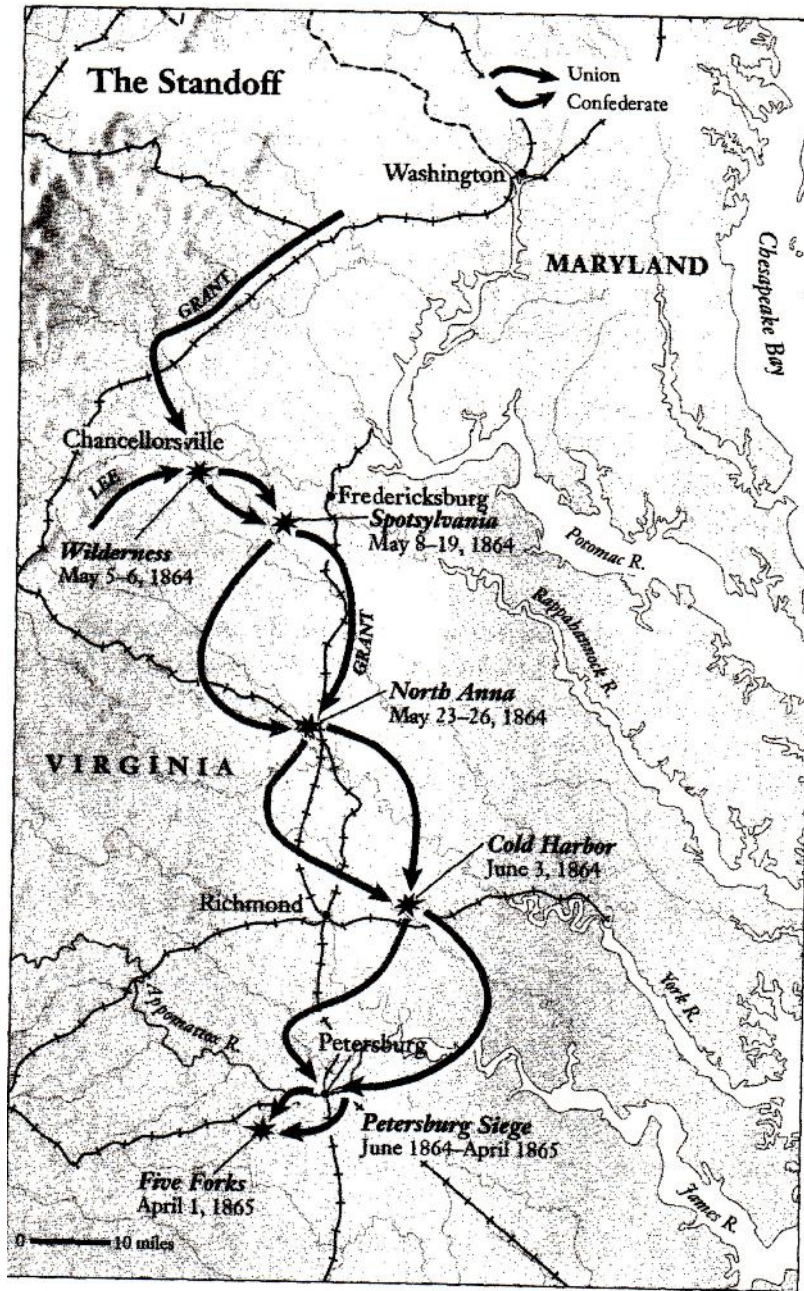 The Standoff
Union
Confederate
Washington
MARYLAND
Chesapeake Bay
GRANT
Chancellorsville
LEE
Fredericksburg
Spotsylvania
May 8–19, 1864
Wilderness
May 5–6, 1864
Potomac R.
Rappahannock R.
GRANT
North Anna
May 23–26, 1864
VIRGINIA
Cold Harbor
June 3, 1864
Richmond
York R.
Appomattox R.
Petersburg
Petersburg Siege
June 1864–April 1865
Five Forks
April 1, 1865
James R.
0 10 miles